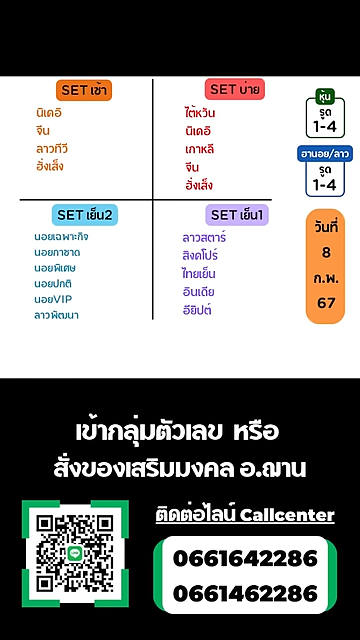 SET เช้า
นิเคอิ
จีน
ลาวทีวี
ฮั่งเส็ง
SET บ่าย
ไต้หวัน
นิเคอิ
เกาหลี
จีน
ฮั่งเส็ง
หุ้น
รูด
1-4
ฮานอย/ลาว
รูด
1-4
SET เย็น2
นอยเฉพาะกิจ
นอยกาชาด
นอยพิเศษ
นอยปกติ
นอยVIP
ลาวพัฒนา
SET เย็น1
ลาวสตาร์
สิงคโปร์
ไทยเย็น
อินเดีย
อียิปต์
วันที่
8
ก.พ.
67
เข้ากลุ่มตัวเลข หรือ
สั่งของเสริมมงคล อ.ฌาน
ติดต่อไลน์ Callcenter
0661642286
0661462286